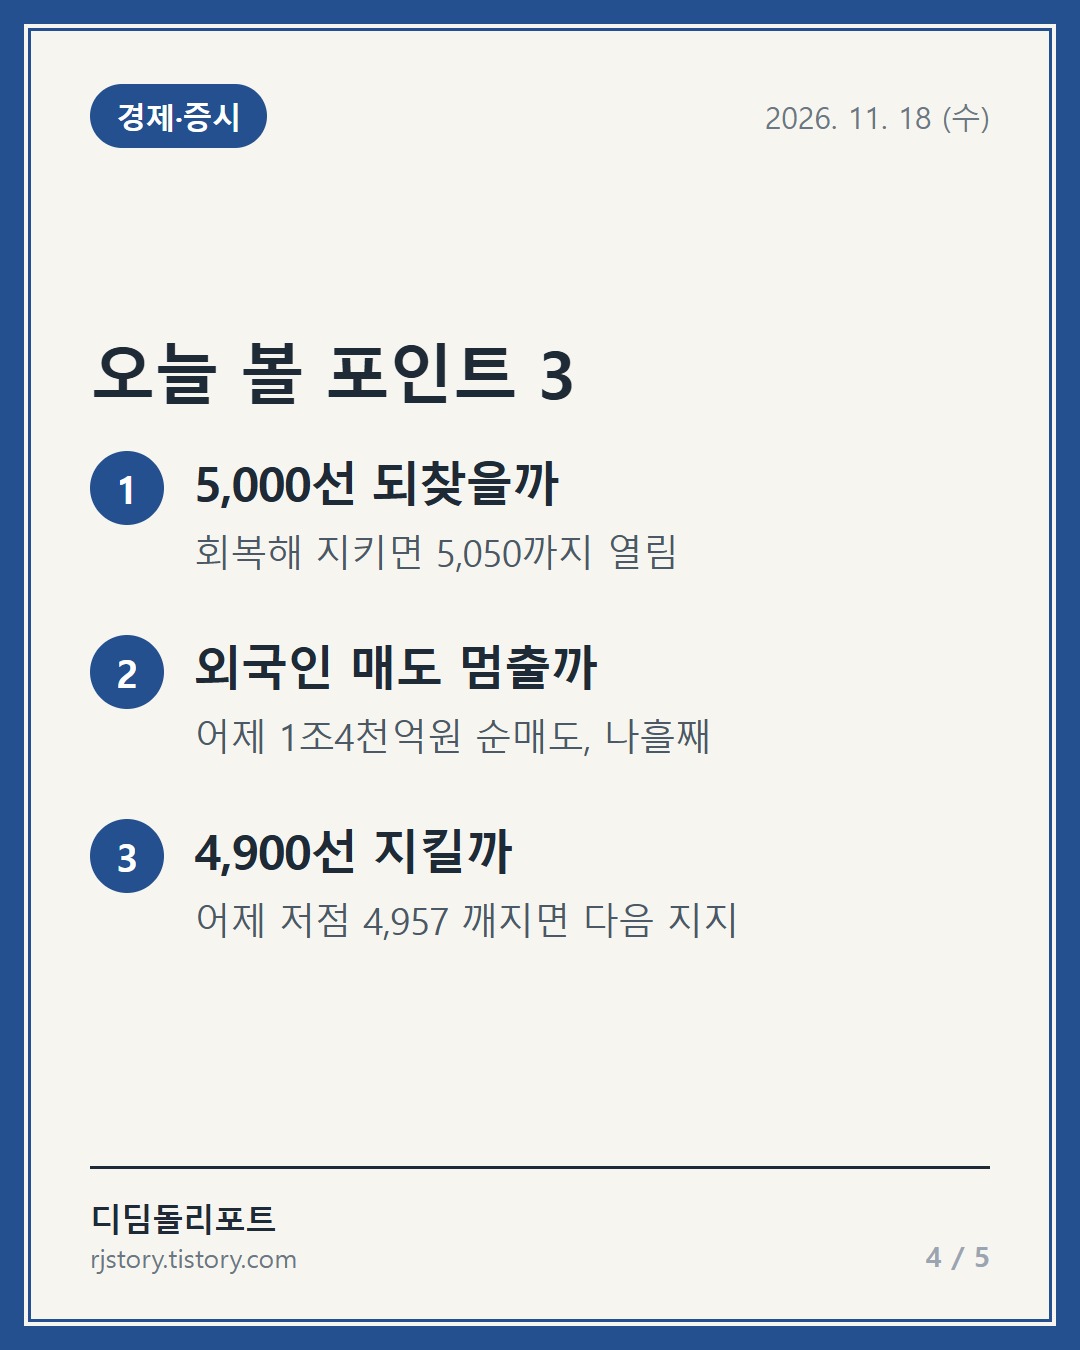 경제·증시
2026. 11. 18 (수)
오늘 볼 포인트 3
1 5,000선 되찾을까
회복해 지키면 5,050까지 열림
2 외국인 매도 멈출까
어제 1조4천억원 순매도, 나흘째
3 4,900선 지킬까
어제 저점 4,957 깨지면 다음 지지
디딤돌리포트
rjstory.tistory.com
4 / 5